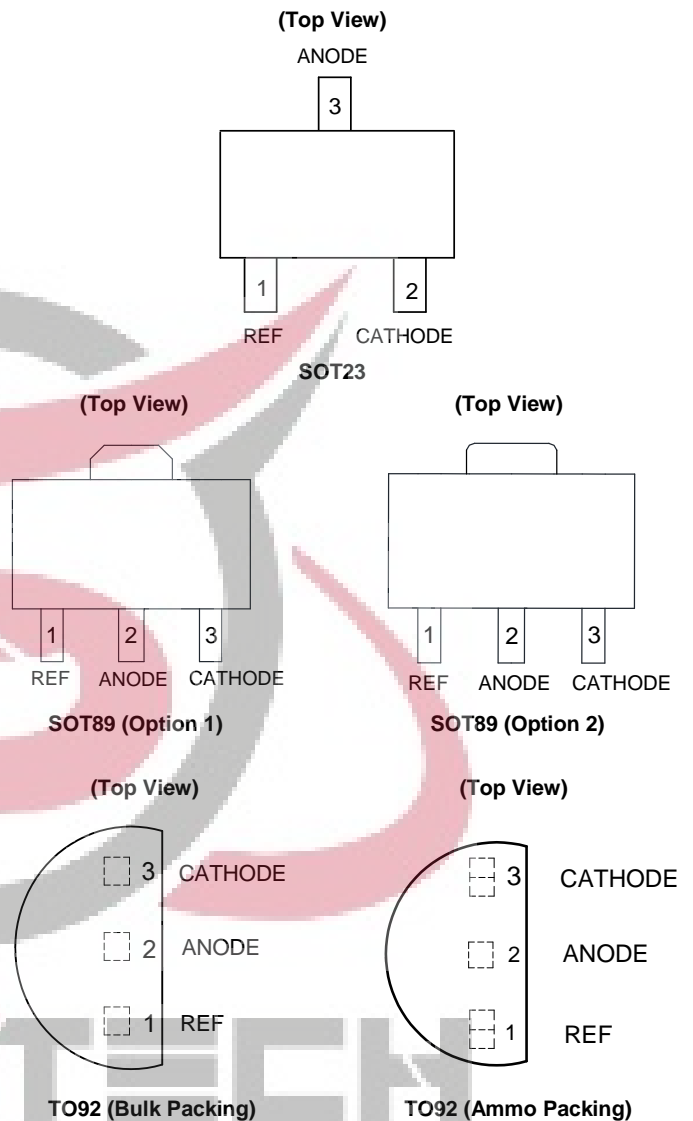 (Top View)
ANODE
3
1
2
REF
CATHODE
SOT23
(Top View)
(Top View)
1
2
3
REF
ANODE
CATHODE
1
2
3
REF
ANODE
CATHODE
SOT89 (Option 1)
SOT89 (Option 2)
(Top View)
(Top View)
3 CATHODE
2 ANODE
1 REF
3 CATHODE
2 ANODE
1 REF
TECH
TO92 (Bulk Packing)
TO92 (Ammo Packing)